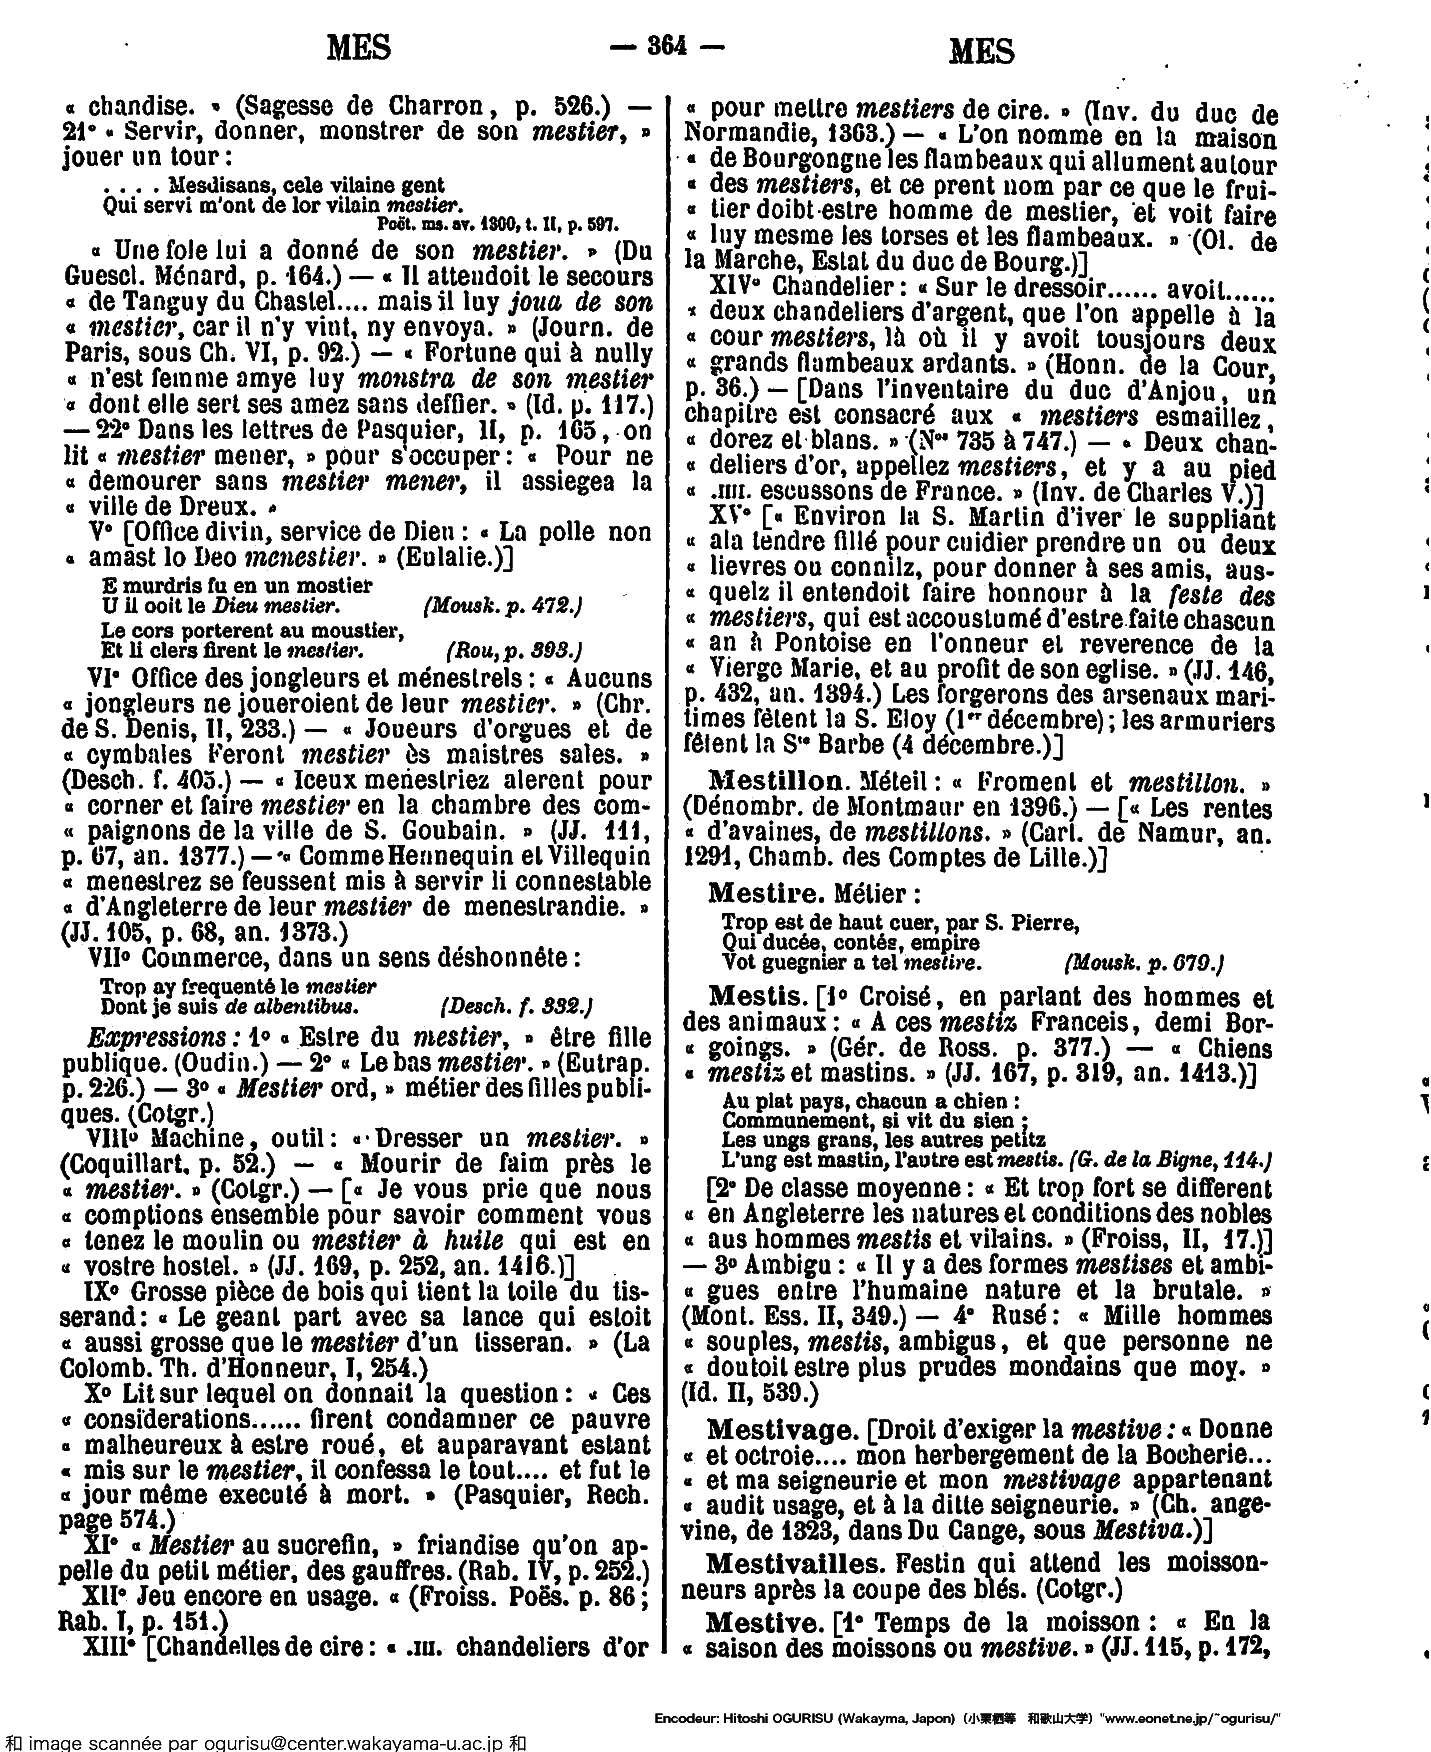 MES
— 364 —
MES
« chandise. » (Sagesse de Charron, p. 526.) —
21° « Servir, donner, monstrer de son mestier, »
jouer un tour :
. . . . Mesdisans, cele vilaine gent
Qui servi m'ont de lor vilain mestier.
Poët. ms. av. 1300, t. II, p. 597.
« Une fole lui a donné de son mestier. » (Du
Guescl. Ménard, p. 164.) — « Il attendoit le secours
« de Tanguy du Chastel.... mais il luy joua de son
« mestier, car il n'y vint, ny envoya. » (Journ. de
Paris, sous Ch. VI, p. 92.) — « Fortune qui à nully
« n'est femme amye luy monstra de son mestier
« dont elle sert ses amez sans deffier. » (Id. p. 117.)
— 22° Dans les lettres de Pasquier, II, p. 165, on
lit « mestier mener, » pour s'occuper : « Pour ne
« demourer sans mestier mener, il assiegea la
« ville de Dreux. »
V° [Office divin, service de Dieu : « La polle non
« amast lo Deo menestier. » (Eulalie.)]
E murdris fu en un mostier
U il ooit le Dieu mestier. (Mousk. p. 472.)
Le cors porterent au moustier,
Et li clers firent le mestier. (Rou, p. 393.)
VI° Office des jongleurs et ménestrels : « Aucuns
« jongleurs ne joueroient de leur mestier. » (Chr.
de S. Denis, II, 233.) — « Joueurs d'orgues et de
« cymbales Feront mestier ès maistres sales. »
(Desch. f. 405.) — « Iceux menestriez alerent pour
« corner et faire mestier en la chambre des com-
« paignons de la ville de S. Goubain. » (JJ. 111,
p. 67, an. 1377.) — « Comme Hennequin et Villequin
« menestrez se feussent mis à servir li connestable
« d'Angleterre de leur mestier de menestrandie. »
(JJ. 105, p. 68, an. 1373.)
VII° Commerce, dans un sens déshonnête :
Trop ay frequenté le mestier
Dont je suis de albentibus. (Desch. f. 332.)
Expressions : 1° « Estre du mestier, » être fille
publique. (Oudin.) — 2° « Le bas mestier. » (Eutrap.
p. 226.) — 3° « Mestier ord, » métier des filles publi-
ques. (Cotgr.)
VIII° Machine, outil : « Dresser un mestier. »
(Coquillart, p. 52.) — « Mourir de faim près le
« mestier. » (Cotgr.) — [« Je vous prie que nous
« comptions ensemble pour savoir comment vous
« tenez le moulin ou mestier à huile qui est en
« vostre hostel. » (JJ. 169, p. 252, an. 1416.)]
IX° Grosse pièce de bois qui tient la toile du tis-
serand : « Le geant part avec sa lance qui estoit
« aussi grosse que le mestier d'un tisseran. » (La
Colomb. Th. d'Honneur, I, 254.)
X° Lit sur lequel on donnait la question : « Ces
« considerations...... firent condamner ce pauvre
« malheureux à estre roué, et auparavant estant
« mis sur le mestier, il confessa le tout.... et fut le
« jour même executé à mort. » (Pasquier, Rech.
page 574.)
XI° « Mestier au sucrefin, » friandise qu'on ap-
pelle du petit métier, des gauffres. (Rab. IV, p. 252.)
XII° Jeu encore en usage. « (Froiss. Poës. p. 86 ;
Rab. I, p. 151.)
XIII° [Chandelles de cire : « .III. chandeliers d'or
« pour mettre mestiers de cire. » (Inv. du duc de
Normandie, 1363.) — « L'on nomme en la maison
« de Bourgongne les flambeaux qui allument autour
« des mestiers, et ce prent nom par ce que le frui-
« tier doibt estre homme de mestier, et voit faire
« luy mesme les torses et les flambeaux. » (Ol. de
la Marche, Estat du duc de Bourg.)]
XIV° Chandelier : « Sur le dressoir...... avoit......
« deux chandeliers d'argent, que l'on appelle à la
« cour mestiers, là où il y avoit tousjours deux
« grands flambeaux ardants. » (Honn. de la Cour,
p. 36.) — [Dans l'inventaire du duc d'Anjou, un
chapitre est consacré aux « mestiers esmaillez,
« dorez et blans. » (Nos 735 à 747.) — « Deux chan-
« deliers d'or, appellez mestiers, et y a au pied
« .IIII. escussons de France. » (Inv. de Charles V.)]
XV° [« Environ la S. Martin d'iver le suppliant
« ala tendre fillé pour cuidier prendre un ou deux
« lievres ou connilz, pour donner à ses amis, aus-
« quelz il entendoit faire honnour à la feste des
« mestiers, qui est accoustumé d'estre faite chascun
« an à Pontoise en l'onneur et reverence de la
« Vierge Marie, et au profit de son eglise. » (JJ. 146,
p. 432, an. 1394.) Les forgerons des arsenaux mari-
times fêtent la S. Eloy (1er décembre) ; les armuriers
fêtent la Ste Barbe (4 décembre.)]
Mestillon. Méteil : « Froment et mestillon. »
(Dénombr. de Montmaur en 1396.) — [« Les rentes
« d'avaines, de mestillons. » (Cart. de Namur, an.
1291, Chamb. des Comptes de Lille.)]
Mestire. Métier :
Trop est de haut cuer, par S. Pierre,
Qui ducée, contés, empire
Vot guegnier a tel mestire. (Mousk. p. 679.)
Mestis. [1° Croisé, en parlant des hommes et
des animaux : « A ces mestiz Franceis, demi Bor-
« goings. » (Gér. de Ross. p. 377.) — « Chiens
« mestiz et mastins. » (JJ. 167, p. 319, an. 1413.)]
Au plat pays, chacun a chien :
Communement, si vit du sien ;
Les ungs grans, les autres petitz
L'ung est mastin, l'autre est mestis. (G. de la Bigne, 114.)
[2° De classe moyenne : « Et trop fort se different
« en Angleterre les natures et conditions des nobles
« aus hommes mestis et vilains. » (Froiss, II, 17.)]
— 3° Ambigu : « Il y a des formes mestises et ambi-
« gues entre l'humaine nature et la brutale. »
(Mont. Ess. II, 349.) — 4° Rusé : « Mille hommes
« souples, mestis, ambigus, et que personne ne
« doutoit estre plus prudes mondains que moy. »
(Id. II, 539.)
Mestivage. [Droit d'exiger la mestive : « Donne
« et octroie.... mon herbergement de la Bocherie...
« et ma seigneurie et mon mestivage appartenant
« audit usage, et à la ditte seigneurie. » (Ch. ange-
vine, de 1323, dans Du Cange, sous Mestiva.)]
Mestivailles. Festin qui attend les moisson-
neurs après la coupe des blés. (Cotgr.)
Mestive. [1° Temps de la moisson : « En la
« saison des moissons ou mestive. » (JJ. 115, p. 172,
Encodeur: Hitoshi OGURISU (Wakayma, Japon) (小栗栖等 和歌山大学) "www.eonet.ne.jp/~ogurisu/"
和 image scannée par ogurisu@center.wakayama-u.ac.jp 和